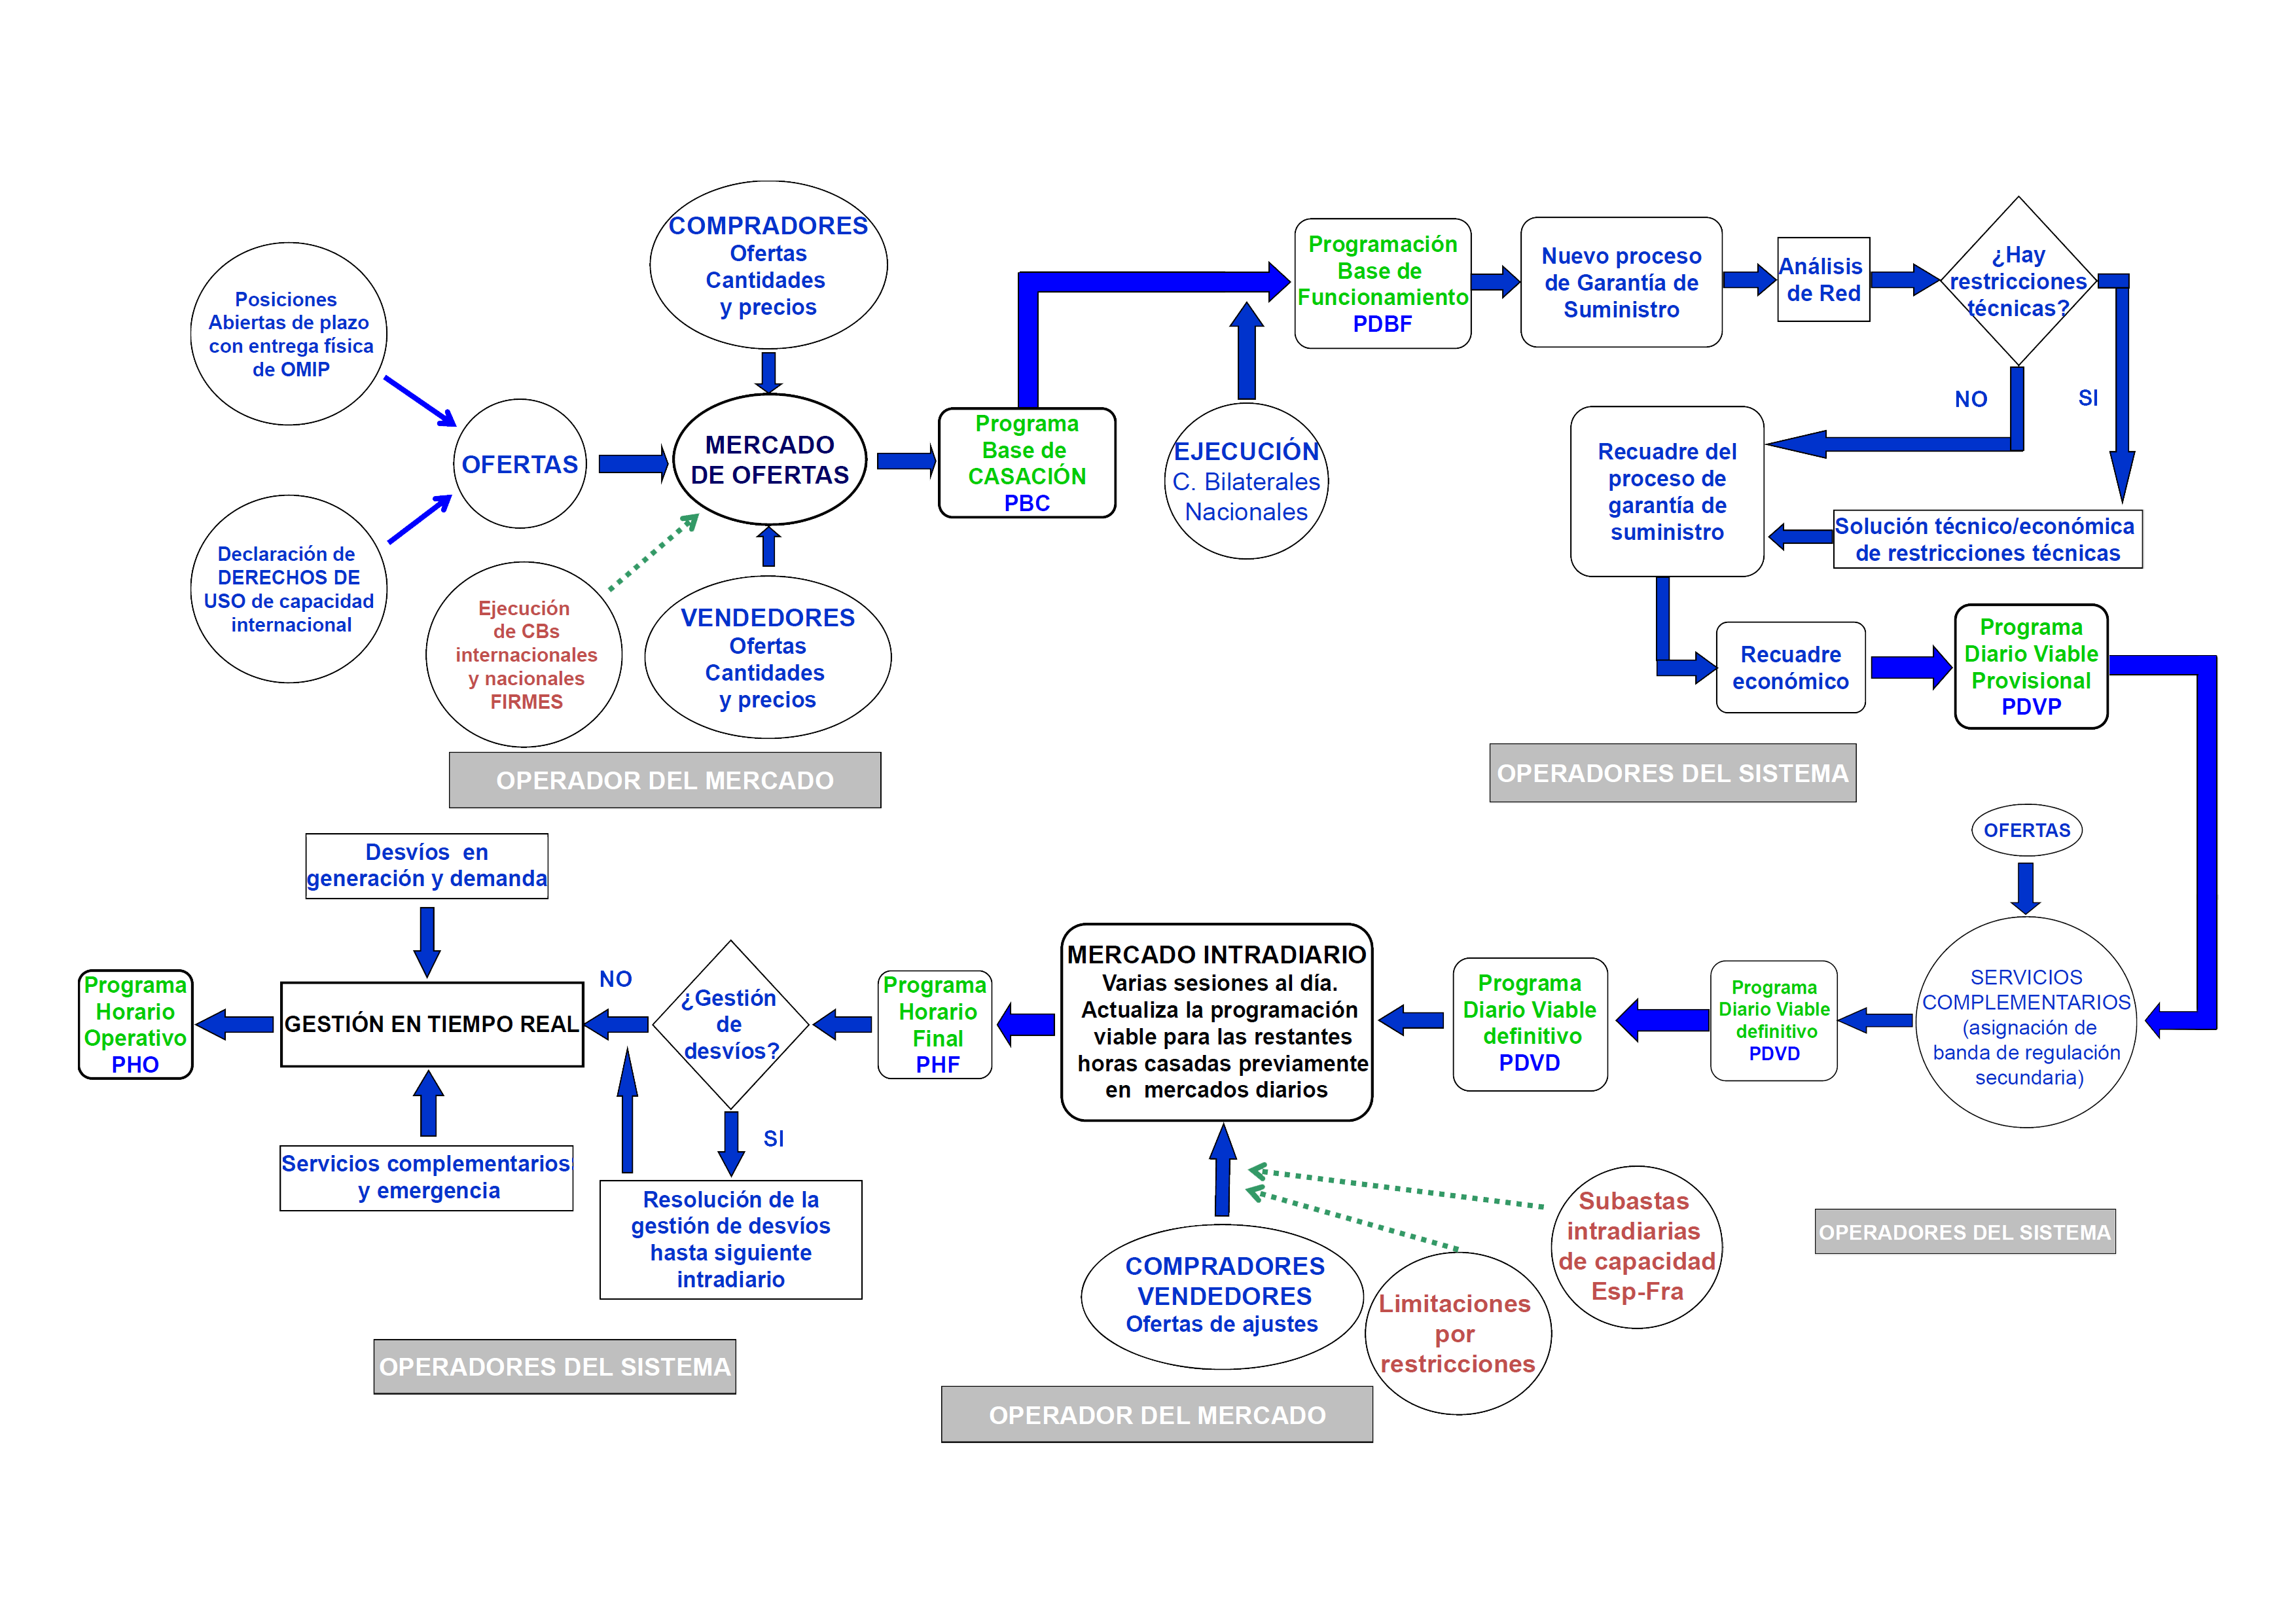 COMPRADORES
Ofertas
Cantidades
y precios
Posiciones
Abiertas de plazo
con entrega física
de OMIP
OFERTAS
Declaración de
DERECHOS DE
USO de capacidad
internacional
MERCADO
DE OFERTAS
Ejecución
de CBs
internacionales
y nacionales
FIRMES
VENDEDORES
Ofertas
Cantidades
y precios
OPERADOR DEL MERCADO
Programa
Base de
CASACIÓN
PBC
EJECUCIÓN
C. Bilaterales
Nacionales
Programación
Base de
Funcionamiento
PDBF
Nuevo proceso
de Garantía de
Suministro
Análisis
de Red
¿Hay
restricciones
técnicas?
NO
SI
Recuadre del
proceso de
garantía de
suministro
Solución técnico/económica
de restricciones técnicas
Recuadre
económico
Programa
Diario Viable
Provisional
PDVP
OPERADORES DEL SISTEMA
OFERTAS
SERVICIOS
COMPLEMENTARIOS
(asignación de
banda de regulación
secundaria)
Programa
Diario Viable
definitivo
PDVD
Programa
Diario Viable
definitivo
PDVD
OPERADORES DEL SISTEMA
MERCADO INTRADIARIO
Varias sesiones al día.
Actualiza la programación
viable para las restantes
horas casadas previamente
en mercados diarios
COMPRADORES
VENDEDORES
Ofertas de ajustes
Limitaciones
por
restricciones
Subastas
intradiarias
de capacidad
Esp-Fra
OPERADOR DEL MERCADO
Programa
Horario
Final
PHF
¿Gestión
de
desvíos?
NO
SI
Resolución de la
gestión de desvíos
hasta siguiente
intradiario
Desvíos en
generación y demanda
GESTIÓN EN TIEMPO REAL
Servicios complementarios
y emergencia
Programa
Horario
Operativo
PHO
OPERADORES DEL SISTEMA